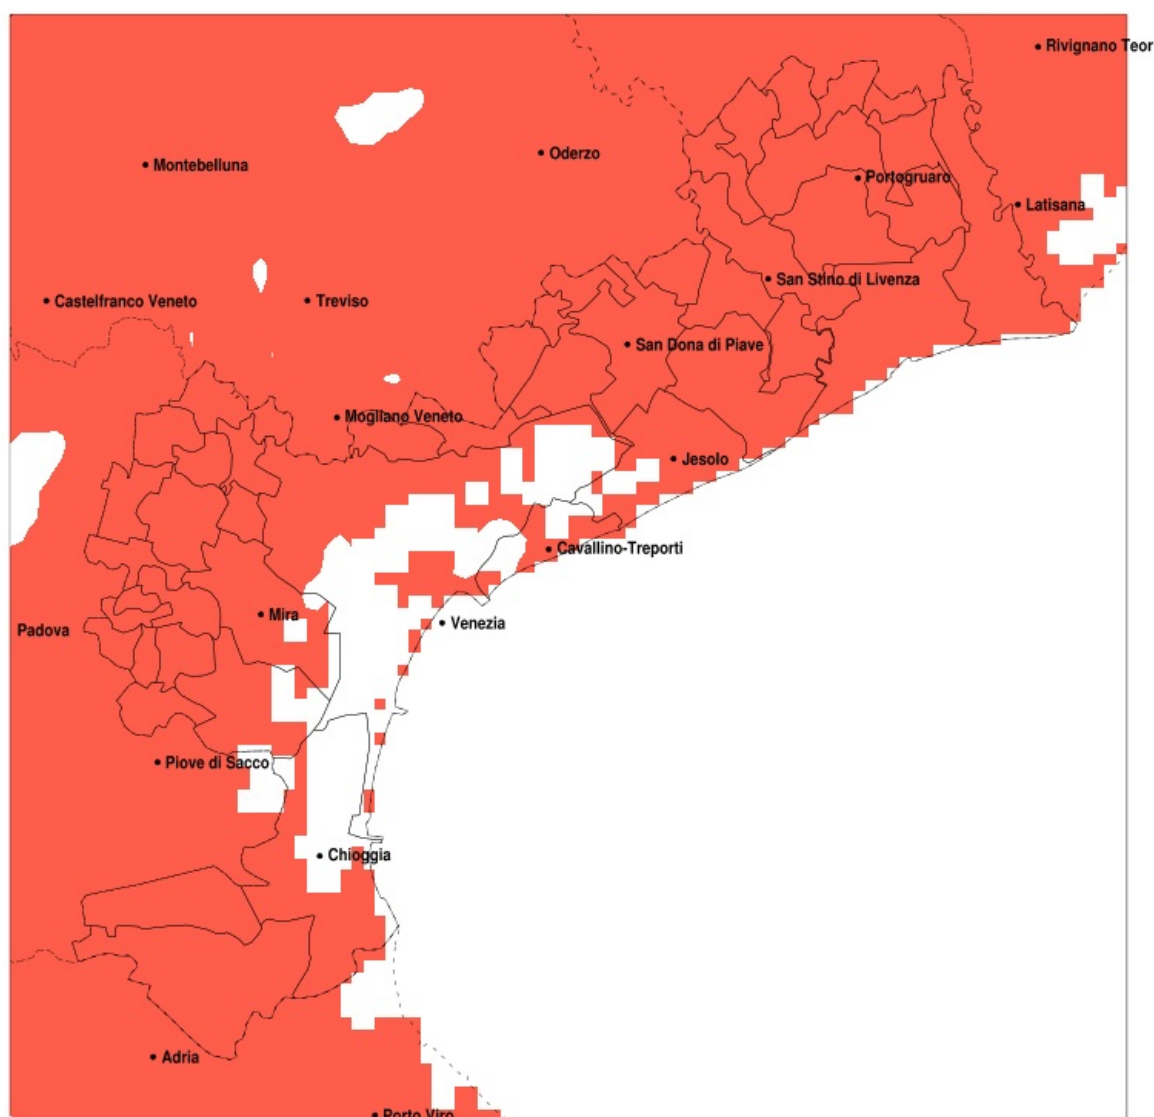 Rivignano Teor
Oderzo
Montebelluna
Portogruaro
Latisana
San Stino di Livenza
Castelfranco Veneto
Treviso
San Dona di Piave
Mogliano Veneto
Jesolo
Cavallino-Treporti
Mira
Venezia
Padova
Piove di Sacco
Chioggia
Adria
Porto Viro